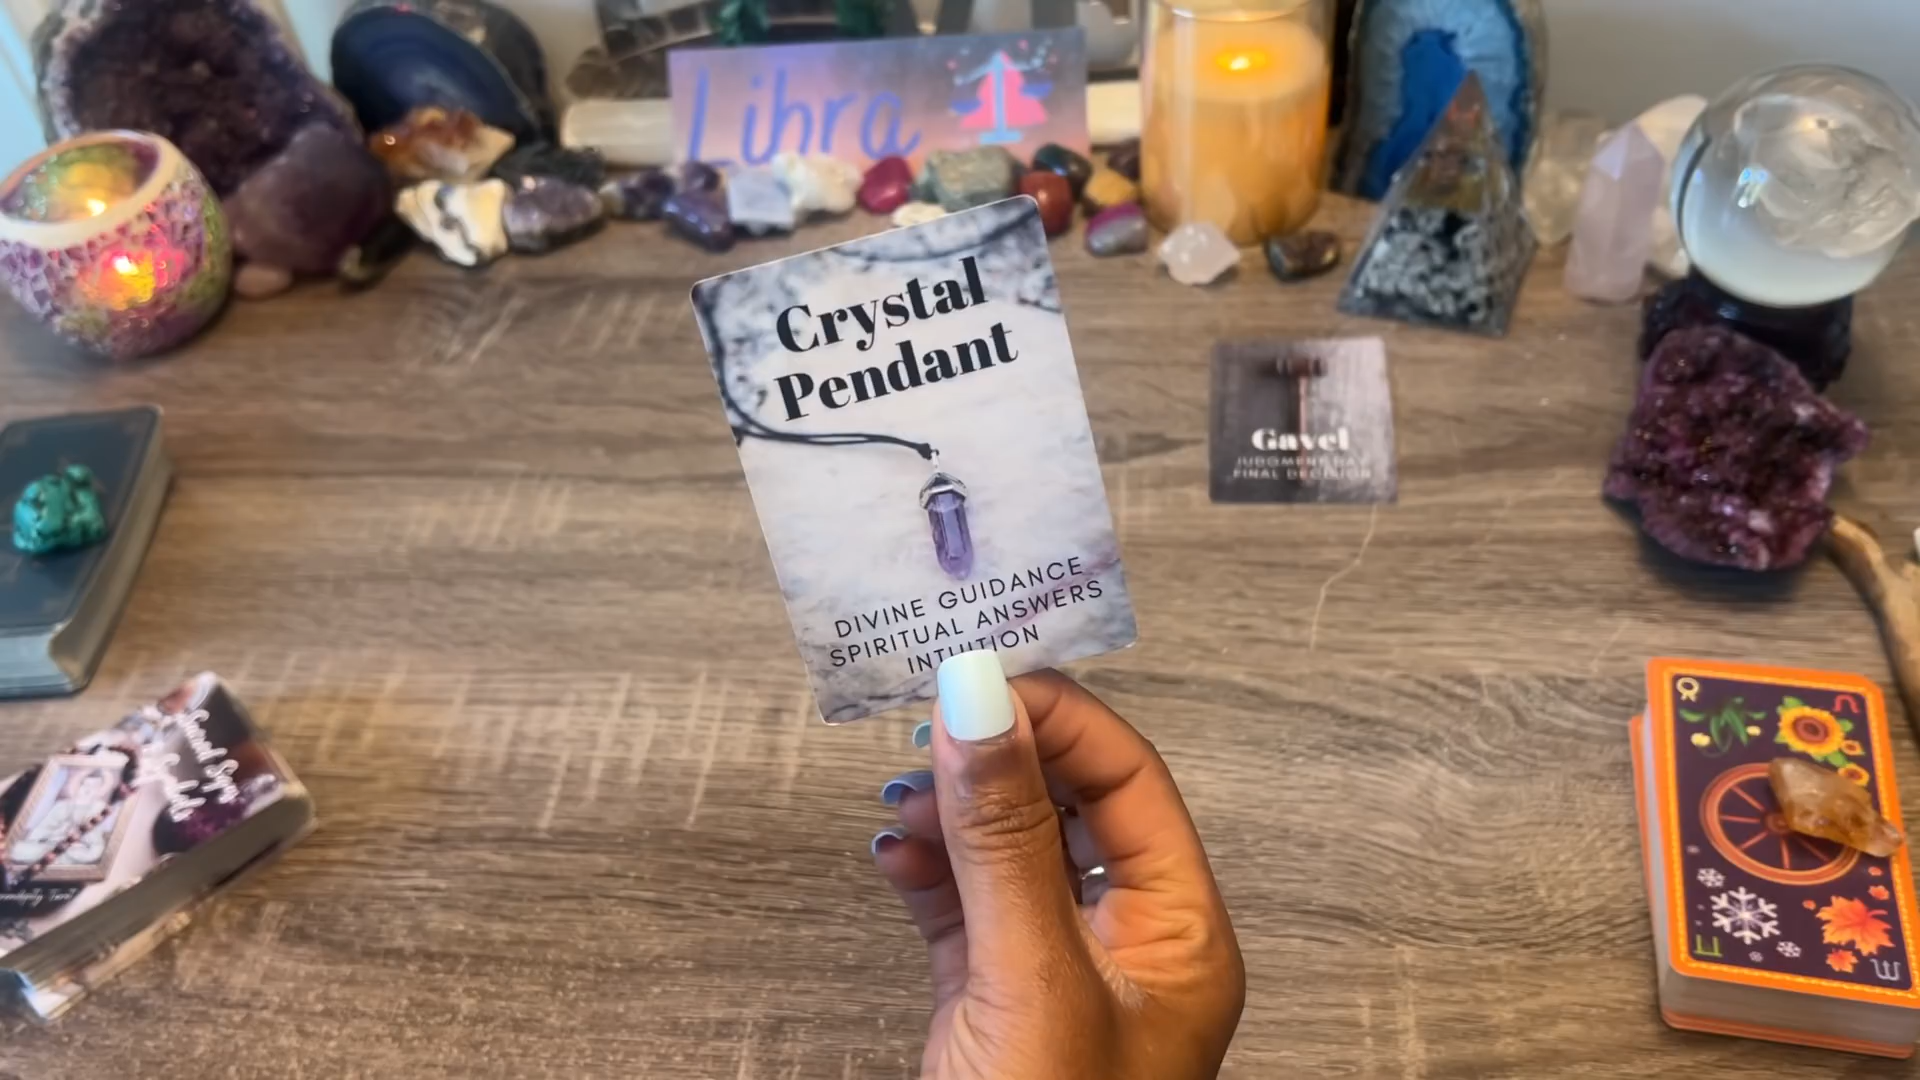 Libra
Crystal
Pendant
DIVINE GUIDANCE
SPIRITUAL ANSWERS
INTUITION
Gavel
JUDGMENT DAY
FINAL DECISION